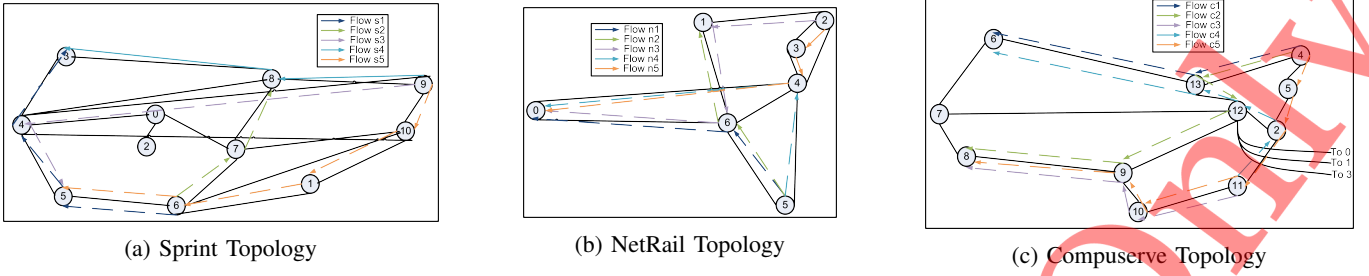 Flow s1
Flow s2
Flow s3
Flow s4
Flow s5
3
8
9
4
0
2
7
10
5
6
1
(a) Sprint Topology
Flow n1
Flow n2
Flow n3
Flow n4
Flow n5
1
2
3
4
0
6
5
(b) NetRail Topology
Flow c1
Flow c2
Flow c3
Flow c4
Flow c5
6
4
13
5
7
12
2
To 0
To 1
To 3
8
9
11
10
(c) Compuserve Topology